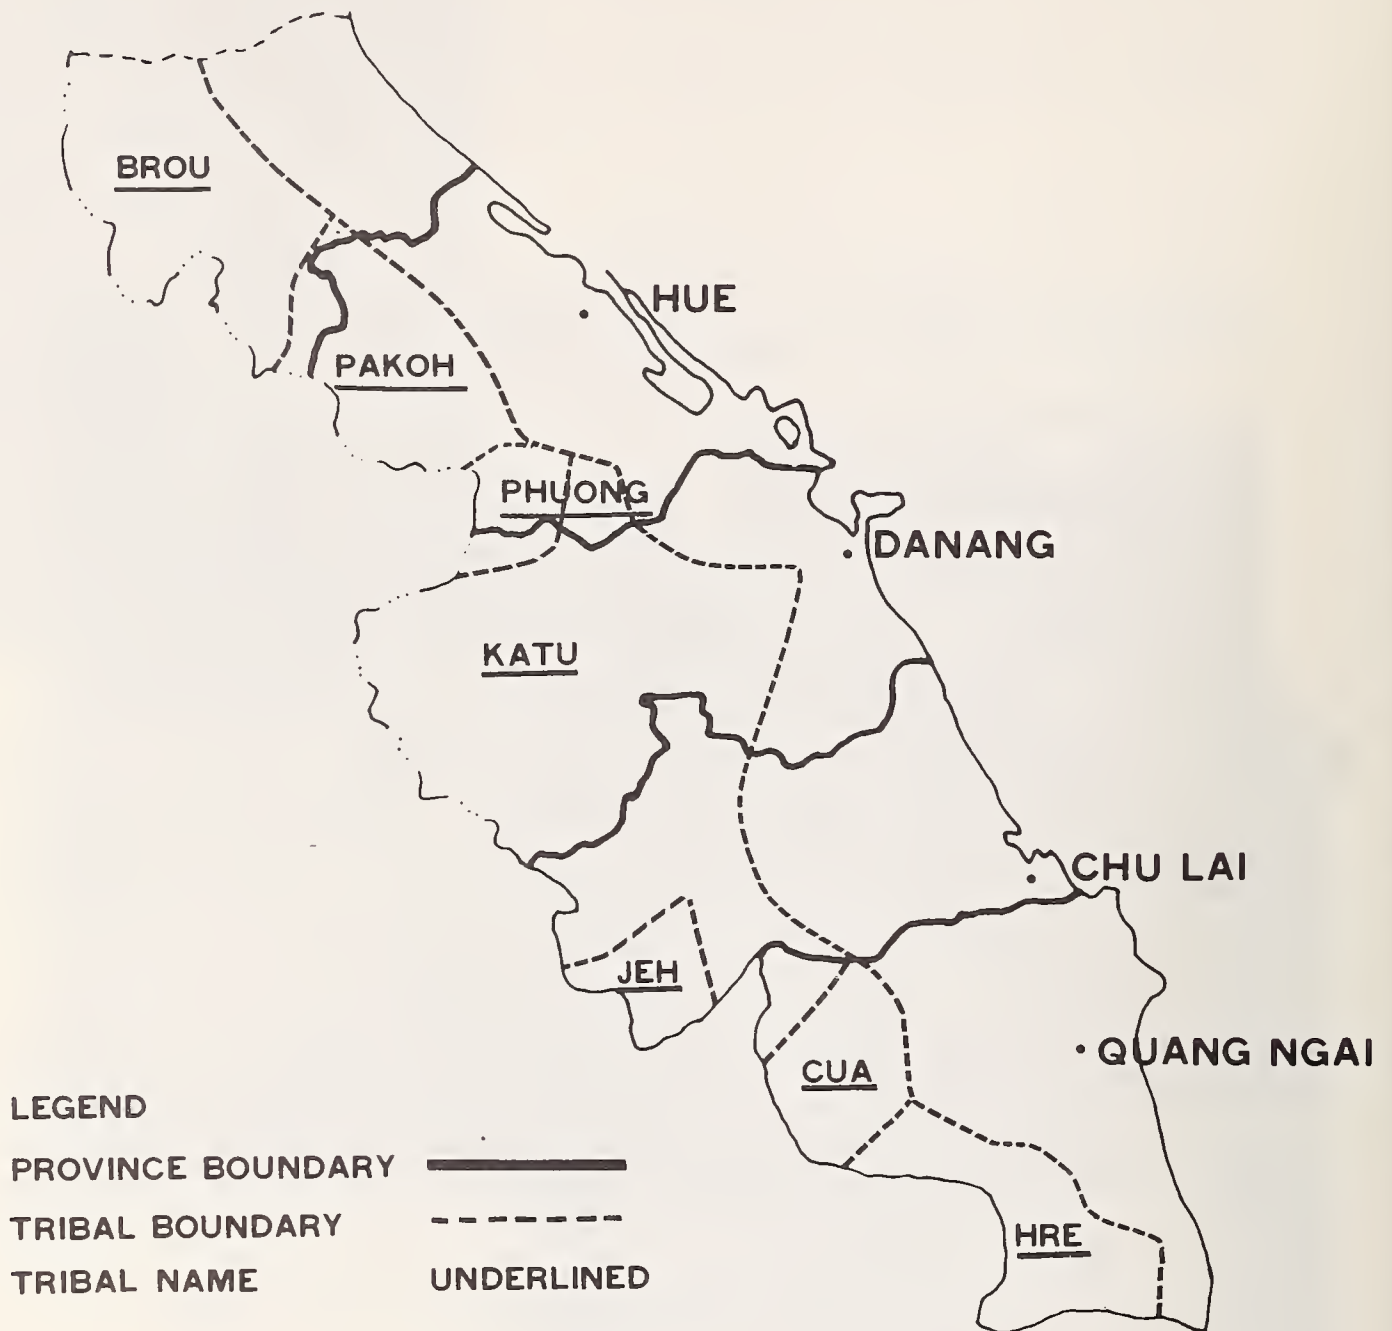 BROU
HUE
PAKOH
PHUONG
DANANG
KATU
CHU LAI
JEH
QUANG NGAI
CUA
HRE
LEGEND
PROVINCE BOUNDARY
TRIBAL BOUNDARY
TRIBAL NAME UNDERLINED